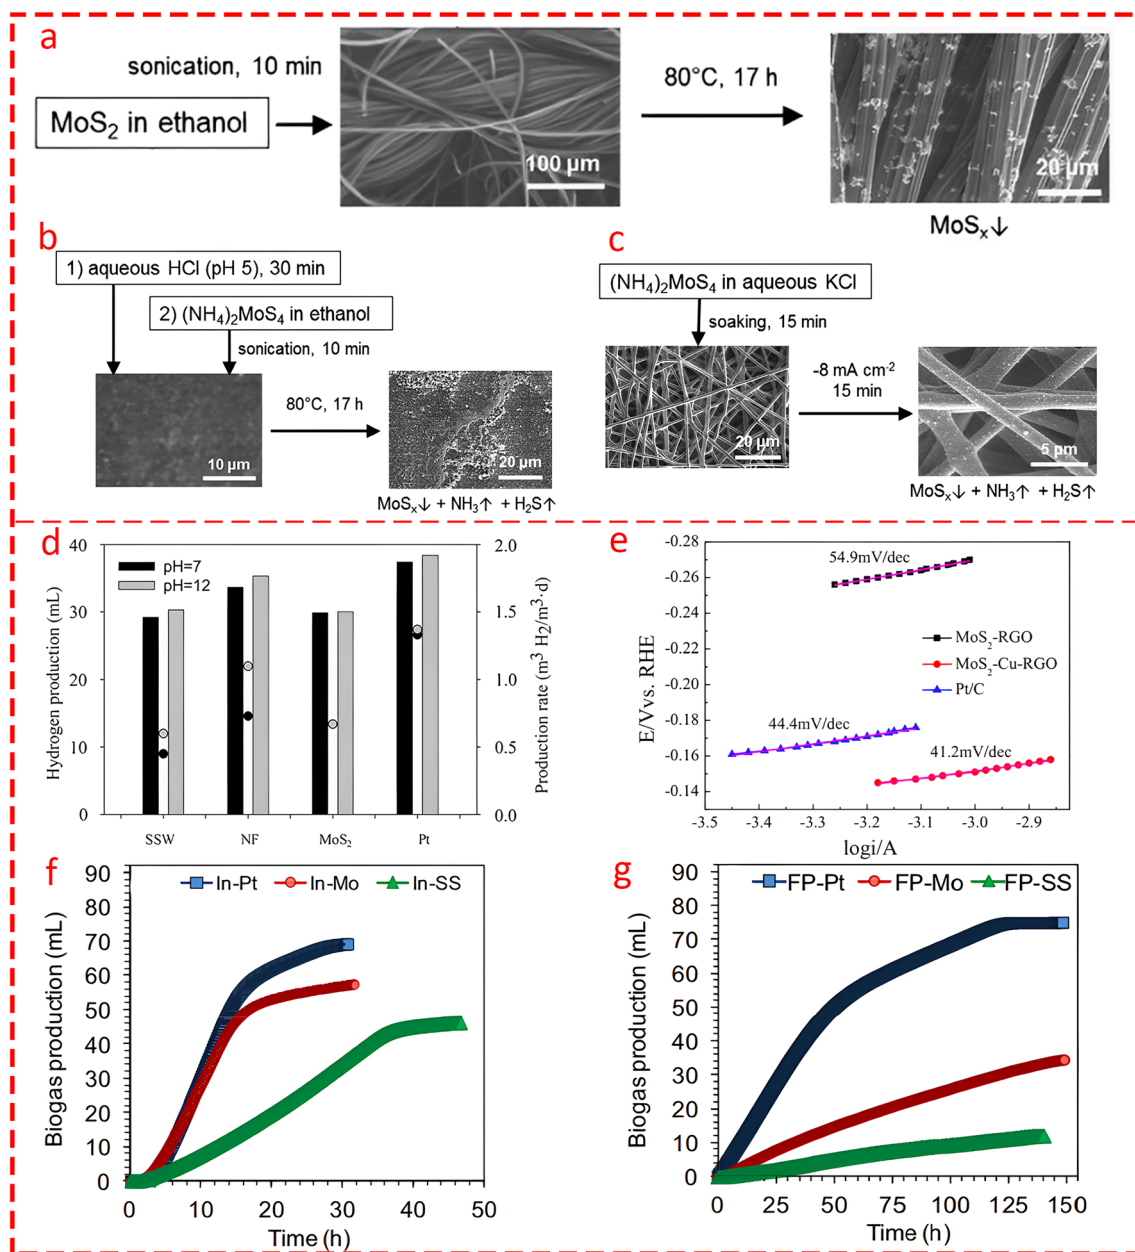 a
sonication, 10 min
MoS2 in ethanol
100 µm
80°C, 17 h
20 µm
MoSx↓
b
1) aqueous HCl (pH 5), 30 min
2) (NH4)2MoS4 in ethanol
sonication, 10 min
10 µm
80°C, 17 h
20 µm
MoSx↓ + NH3↑ + H2S↑
c
(NH4)2MoS4 in aqueous KCl
soaking, 15 min
20 µm
-8 mA cm-2
15 min
5 µm
MoSx↓ + NH3↑ + H2S↑
d
pH=7
pH=12
Hydrogen production (mL)
40
30
20
10
0
Production rate (m3 H2/m3·d)
2.0
1.5
1.0
0.5
0.0
SSW NF MoS2 Pt
e
E/Vvs. RHE
-0.28
-0.26
-0.24
-0.22
-0.20
-0.18
-0.16
-0.14
54.9mV/dec
MoS2-RGO
MoS2-Cu-RGO
Pt/C
44.4mV/dec
41.2mV/dec
-3.5 -3.4 -3.3 -3.2 -3.1 -3.0 -2.9
logi/A
f
In-Pt In-Mo In-SS
Biogas production (mL)
90
80
70
60
50
40
30
20
10
0
0 10 20 30 40 50
Time (h)
g
FP-Pt FP-Mo FP-SS
Biogas production (mL)
90
80
70
60
50
40
30
20
10
0
0 25 50 75 100 125 150
Time (h)